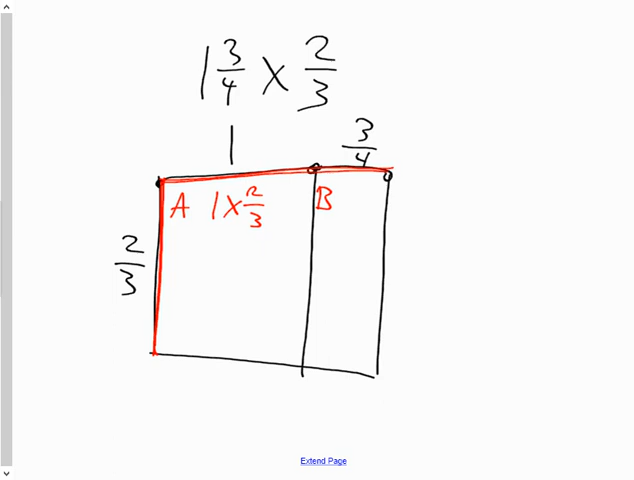 1 3/4 × 2/3
1
3/4
A 1 × 2/3
B
2/3
Extend Page